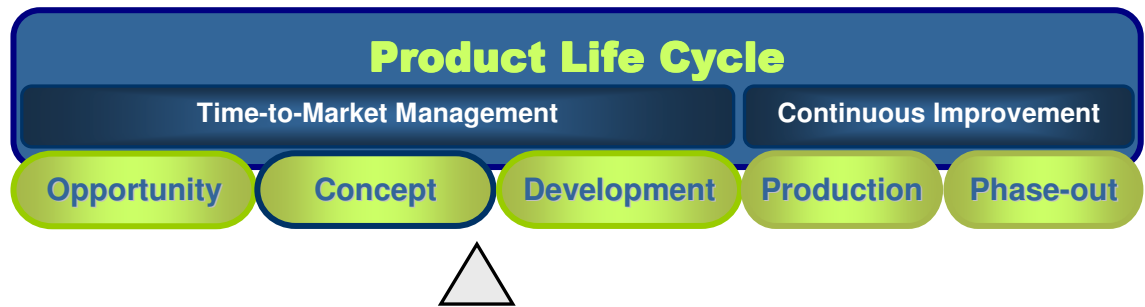 Product Life Cycle
Time-to-Market Management Continuous Improvement
Opportunity Concept Development Production Phase-out